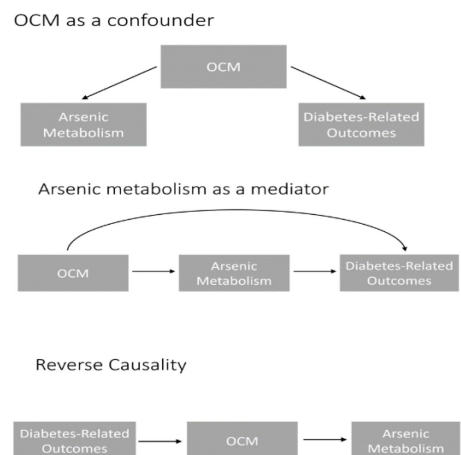 OCM as a confounder
OCM
Arsenic
Metabolism
Diabetes-Related
Outcomes
Arsenic metabolism as a mediator
OCM
Arsenic
Metabolism
Diabetes-Related
Outcomes
Reverse Causality
Diabetes-Related
Outcomes
OCM
Arsenic
Metabolism